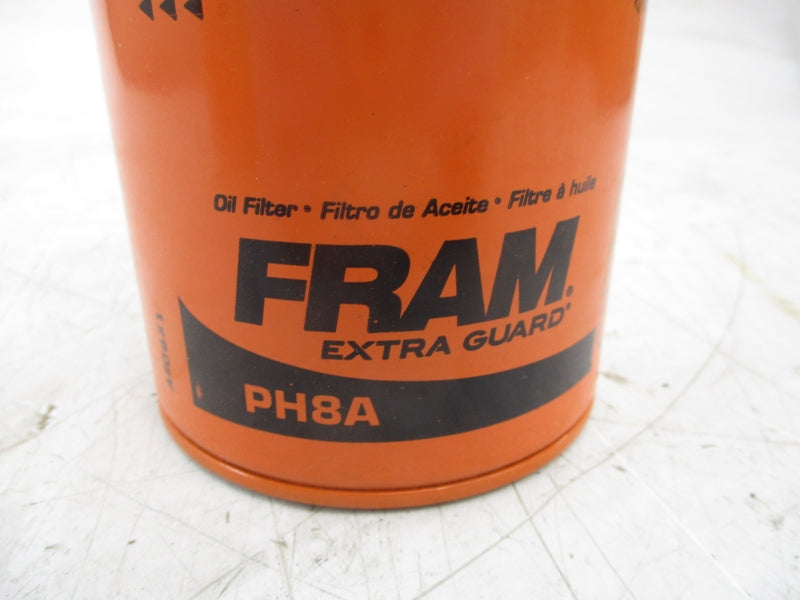 Oil Filter • Filtro de Aceite • Filtre à huile
FRAM®
EXTRA GUARD®
PH8A